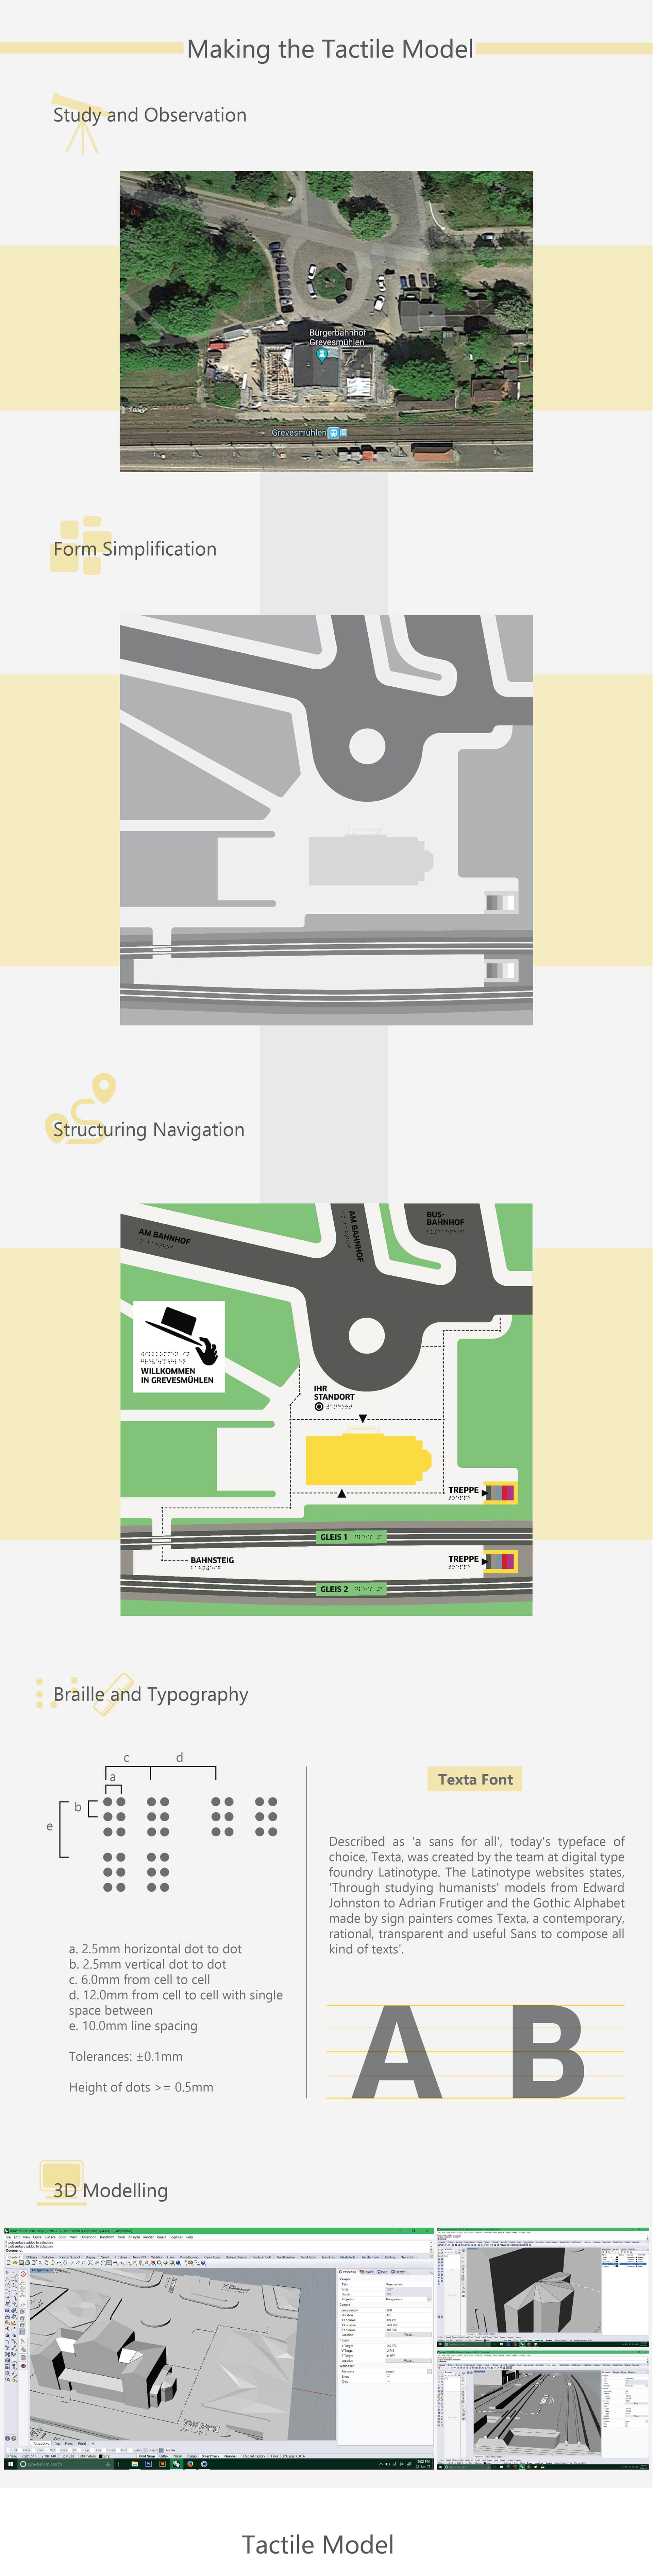 Making the Tactile Model
Study and Observation
Bürgerbahnhof
Grevesmühlen
Grevesmühlen
Form Simplification
Structuring Navigation
AM BAHNHOF
AM BAHNHOF
BUS-
BAHNHOF
WILLKOMMEN
IN GREVESMÜHLEN
IHR
STANDORT
TREPPE
GLEIS 1
BAHNSTEIG
TREPPE
GLEIS 2
Braille and Typography
c
d
a
b
e
a. 2.5mm horizontal dot to dot
b. 2.5mm vertical dot to dot
c. 6.0mm from cell to cell
d. 12.0mm from cell to cell with single
space between
e. 10.0mm line spacing
Tolerances: ±0.1mm
Height of dots >= 0.5mm
Texta Font
Described as 'a sans for all', today's typeface of
choice, Texta, was created by the team at digital type
foundry Latinotype. The Latinotype websites states,
'Through studying humanists' models from Edward
Johnston to Adrian Frutiger and the Gothic Alphabet
made by sign painters comes Texta, a contemporary,
rational, transparent and useful Sans to compose all
kind of texts'.
A B
3D Modelling
Tactile Model